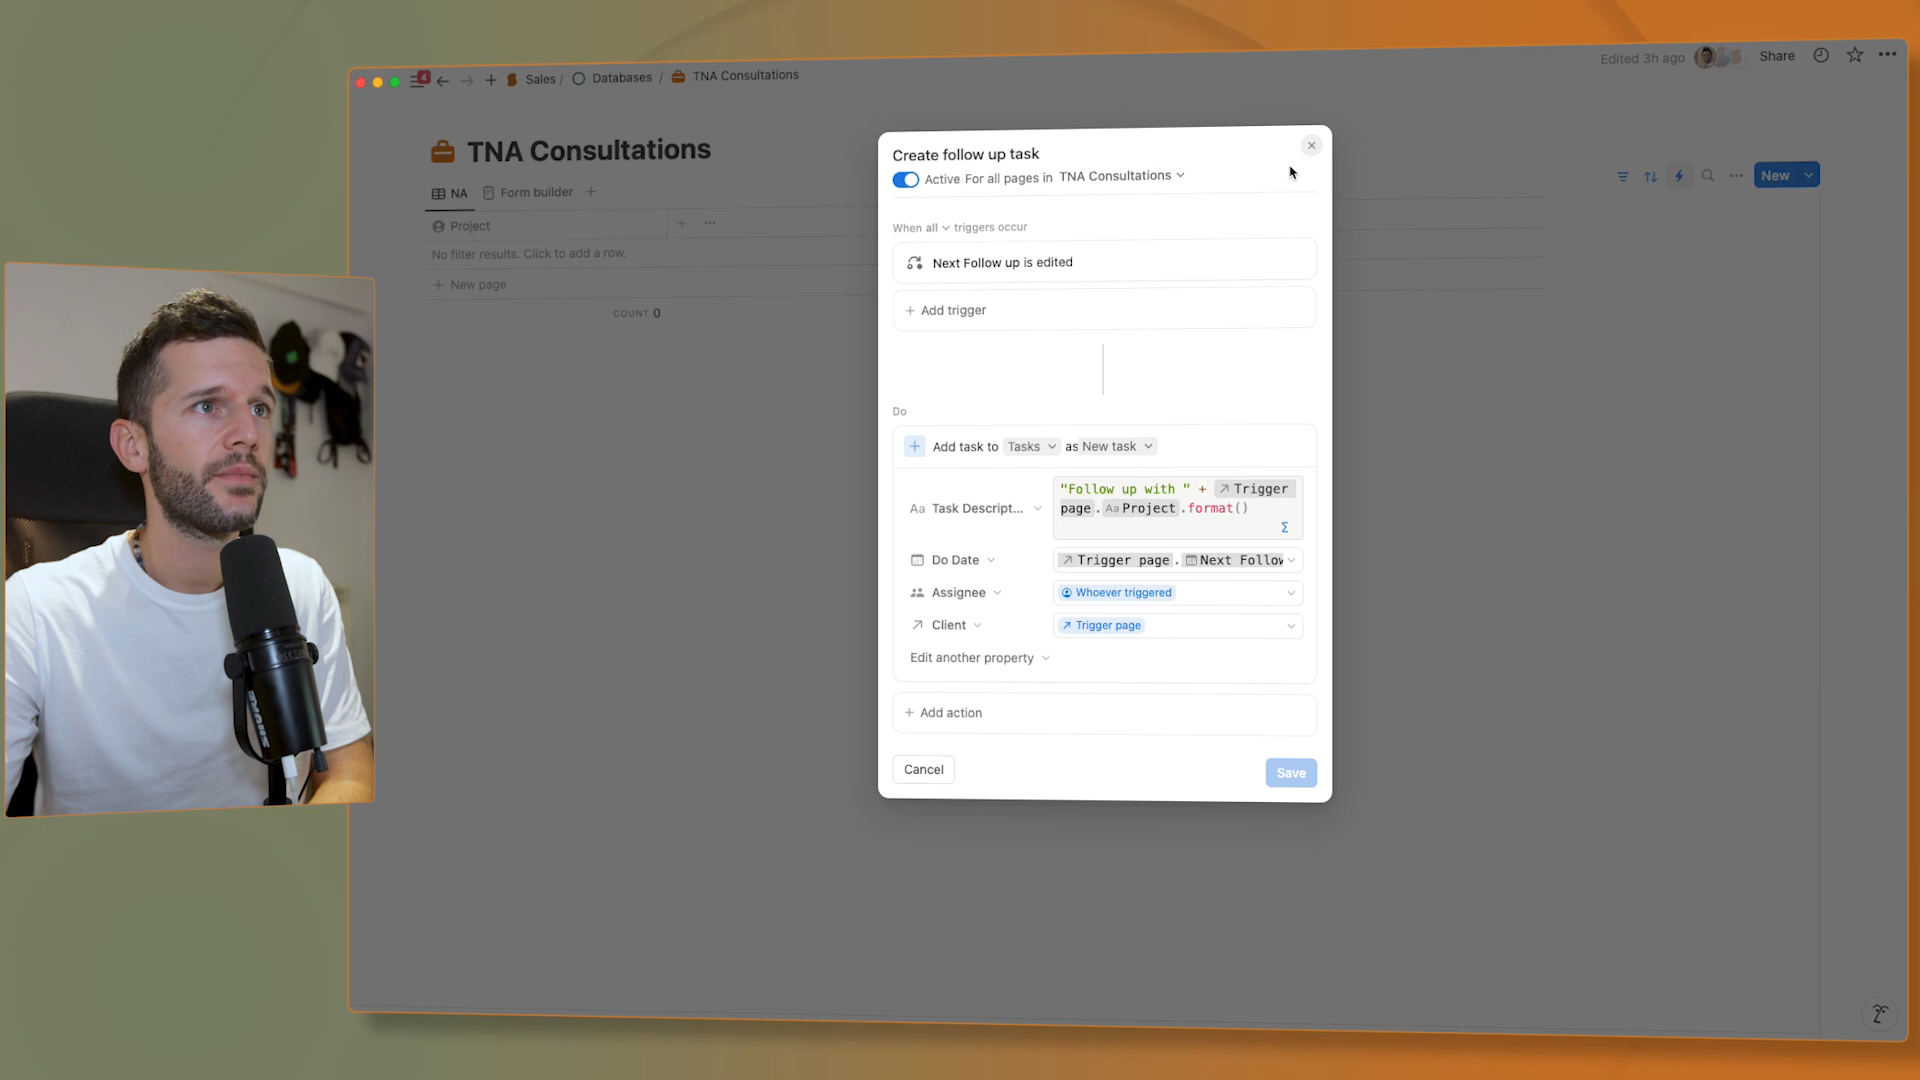 4
Sales / Databases / TNA Consultations
Edited 3h ago
Share
TNA Consultations
NA
Form builder
New
Project
No filter results. Click to add a row.
New page
COUNT 0
Create follow up task
Active For all pages in TNA Consultations
When all triggers occur
Next Follow up is edited
Add trigger
Do
Add task to Tasks as New task
Aa Task Descript...
"Follow up with " + Trigger
page. Aa Project.format()
Σ
Do Date
Trigger page. Next Follow
Assignee
Whoever triggered
Client
Trigger page
Edit another property
Add action
Cancel
Save